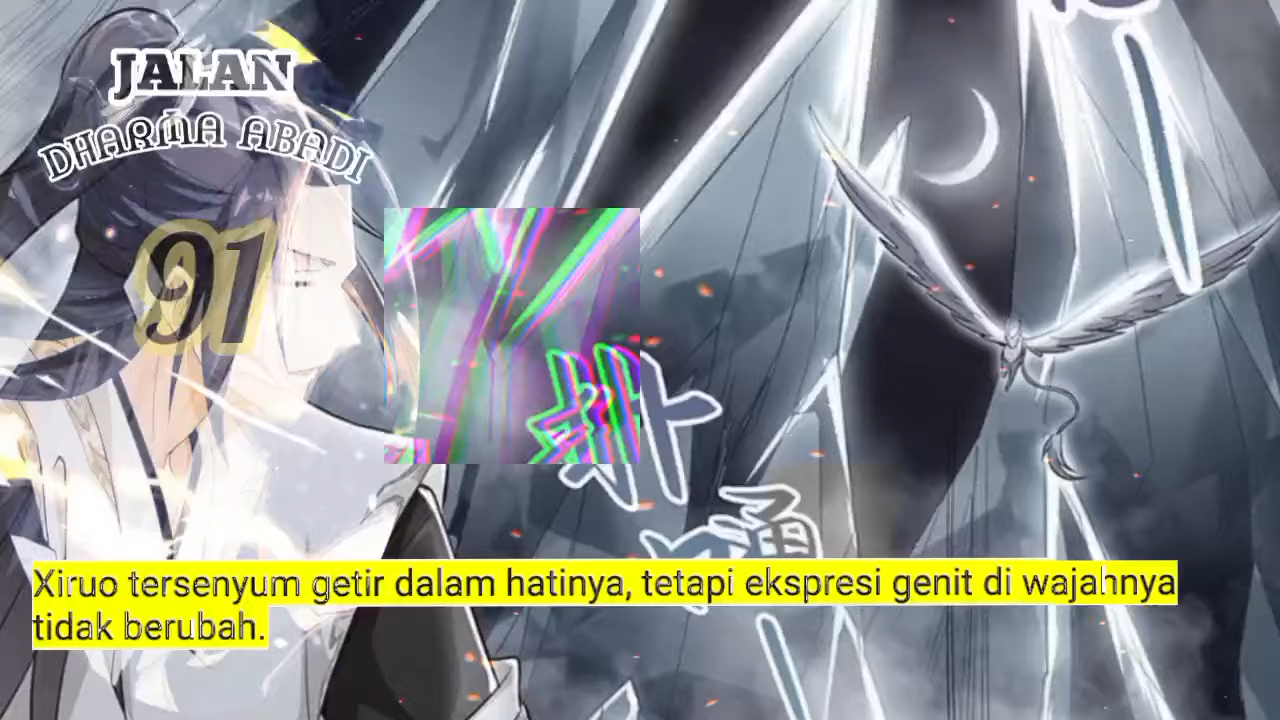 JALAN
DHARMA ABADI
91
Xiruo tersenyum getir dalam hatinya, tetapi ekspresi genit di wajahnya
tidak berubah.